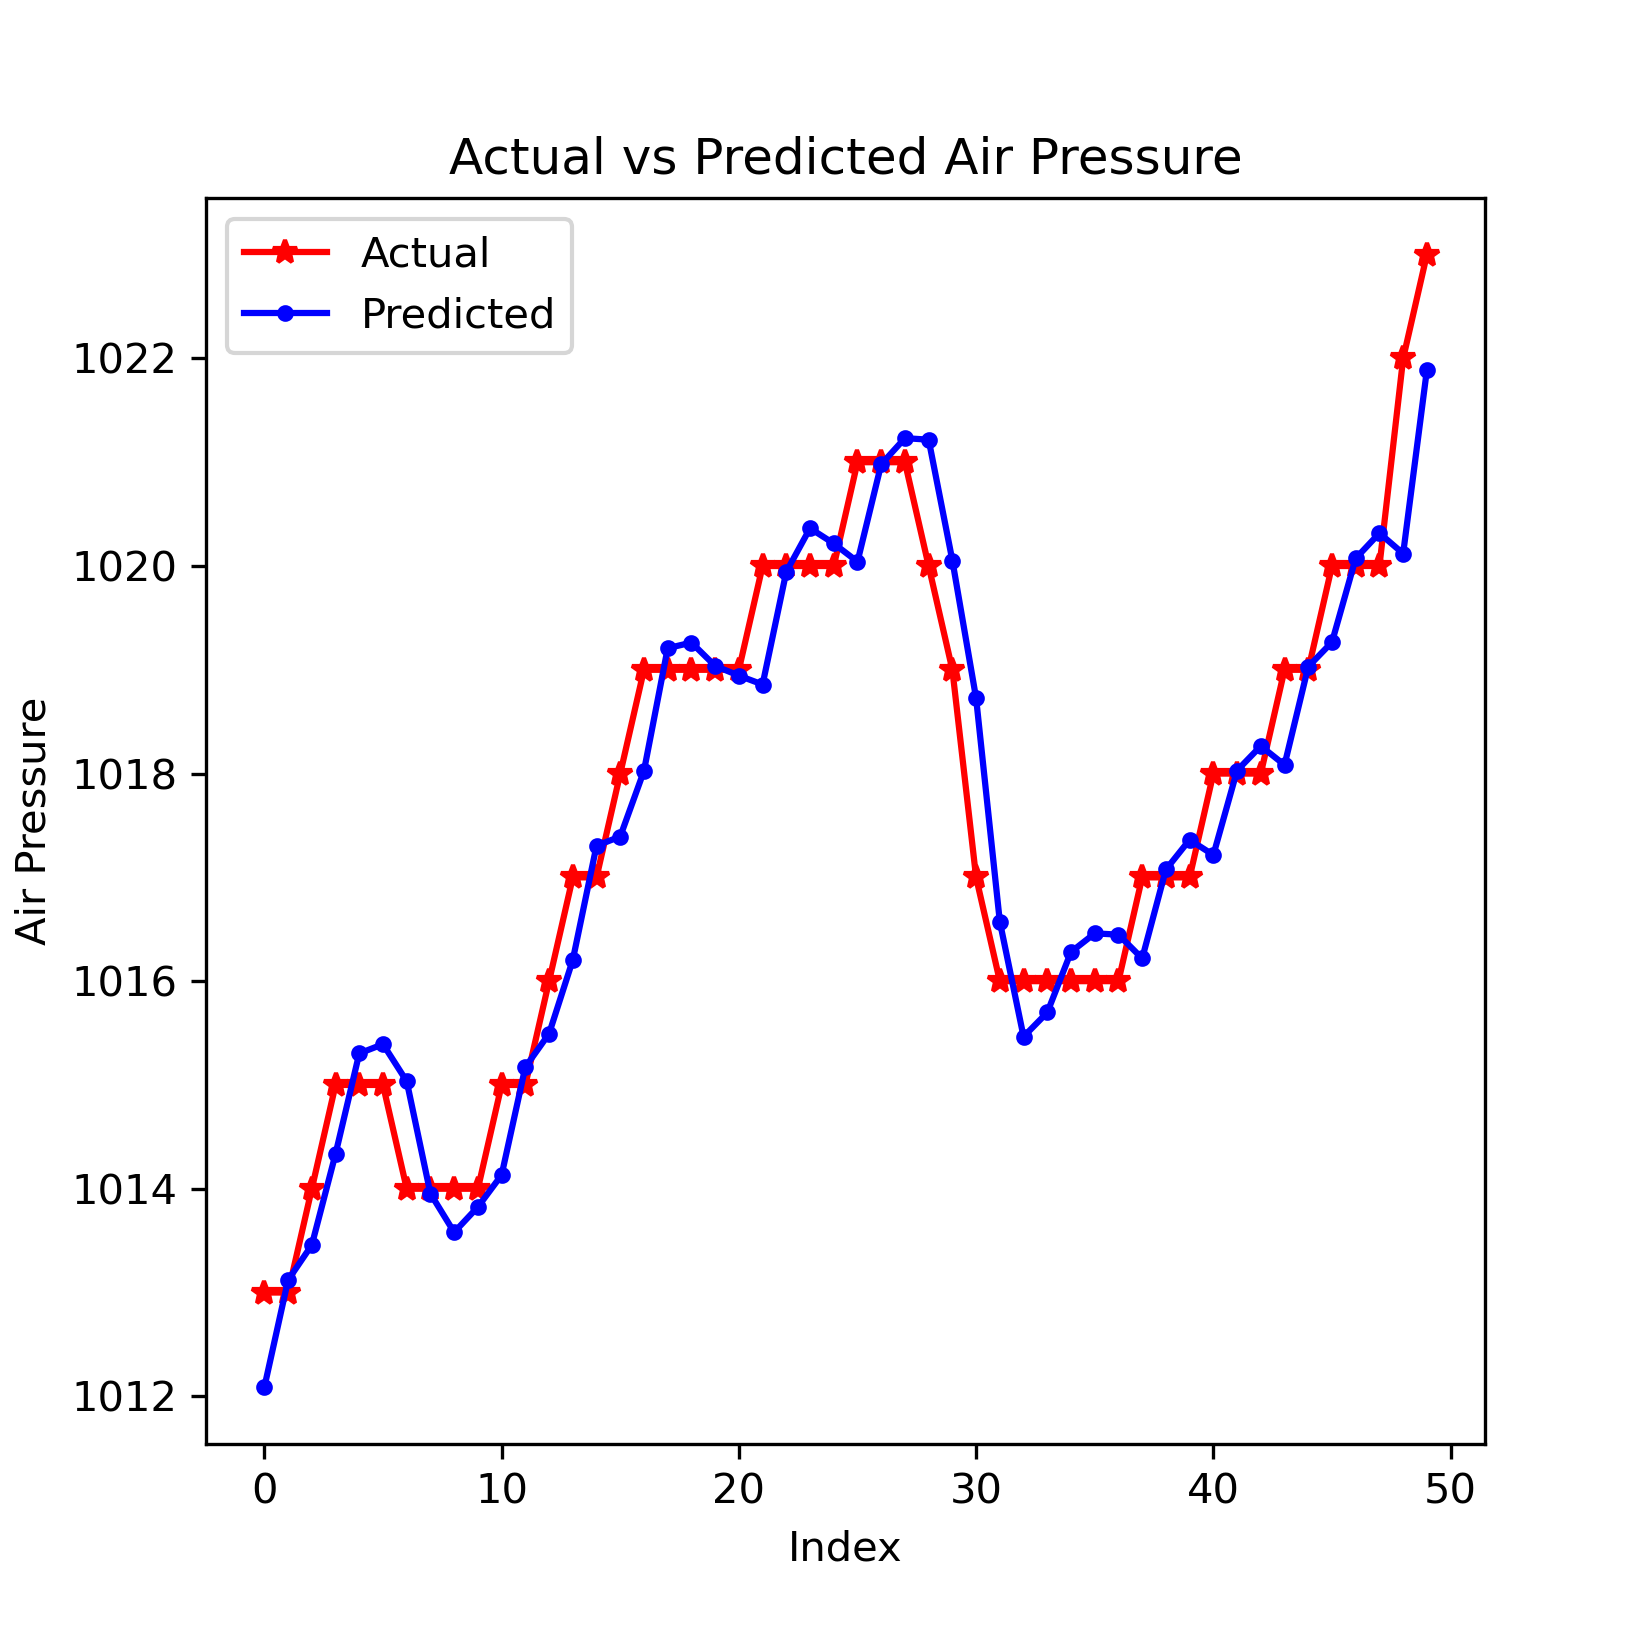 Actual vs Predicted Air Pressure
Actual
Predicted
1022
1020
1018
1016
1014
1012
Air Pressure
0 10 20 30 40 50
Index